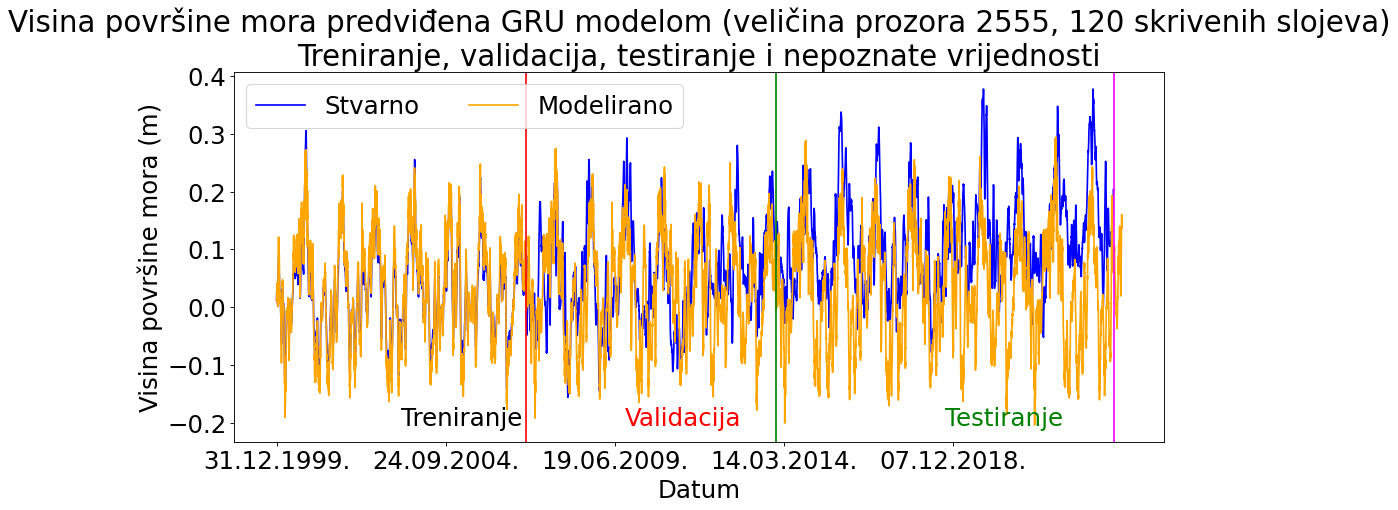 Visina površine mora predviđena GRU modelom (veličina prozora 2555, 120 skrivenih slojeva)
Treniranje, validacija, testiranje i nepoznate vrijednosti
Stvarno
Modelirano
Visina površine mora (m)
0.4
0.3
0.2
0.1
0.0
−0.1
−0.2
Treniranje
Validacija
Testiranje
31.12.1999.
24.09.2004.
19.06.2009.
14.03.2014.
07.12.2018.
Datum